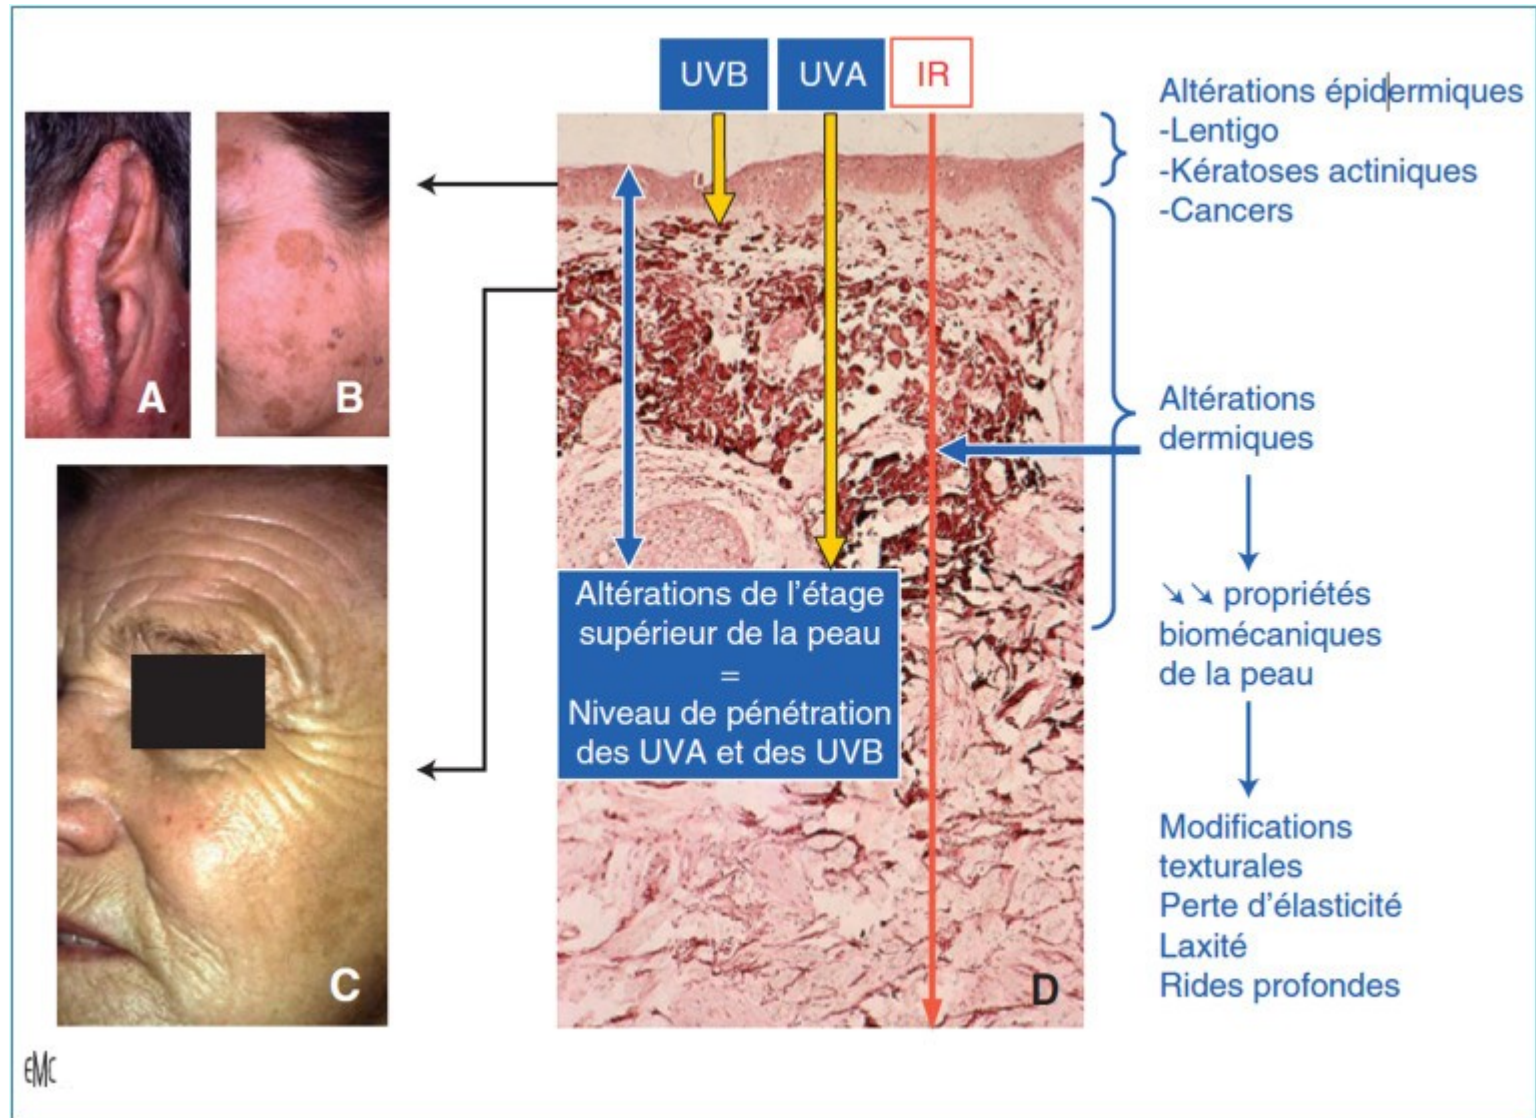 UVB
UVA
IR
Altérations épidermiques
-Lentigo
-Kératoses actiniques
-Cancers
A
B
Altérations
dermiques
Altérations de l'étage
supérieur de la peau
=
Niveau de pénétration
des UVA et des UVB
↘↘ propriétés
biomécaniques
de la peau
Modifications
texturales
Perte d'élasticité
Laxité
Rides profondes
C
D
EMC